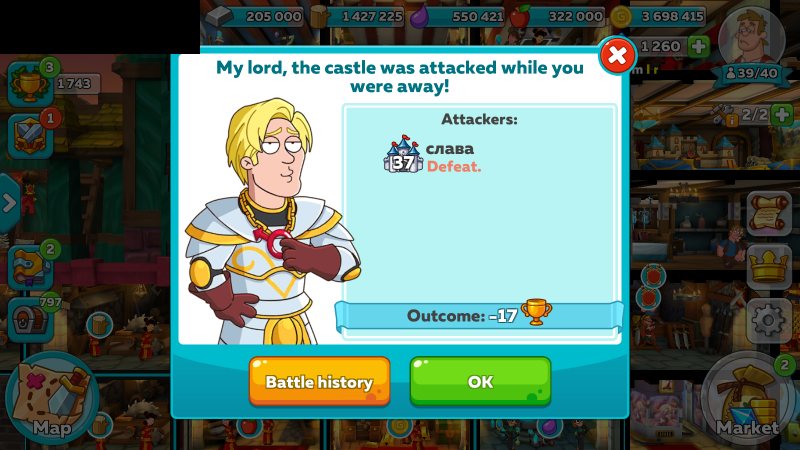 205 000
1 427 225
550 421
322 000
3 698 415
3
1743
1 260
39/40
1
2/2
My lord, the castle was attacked while you
were away!
Attackers:
37
слава
Defeat.
2
797
Outcome: -17
Battle history
OK
2
Map
Market